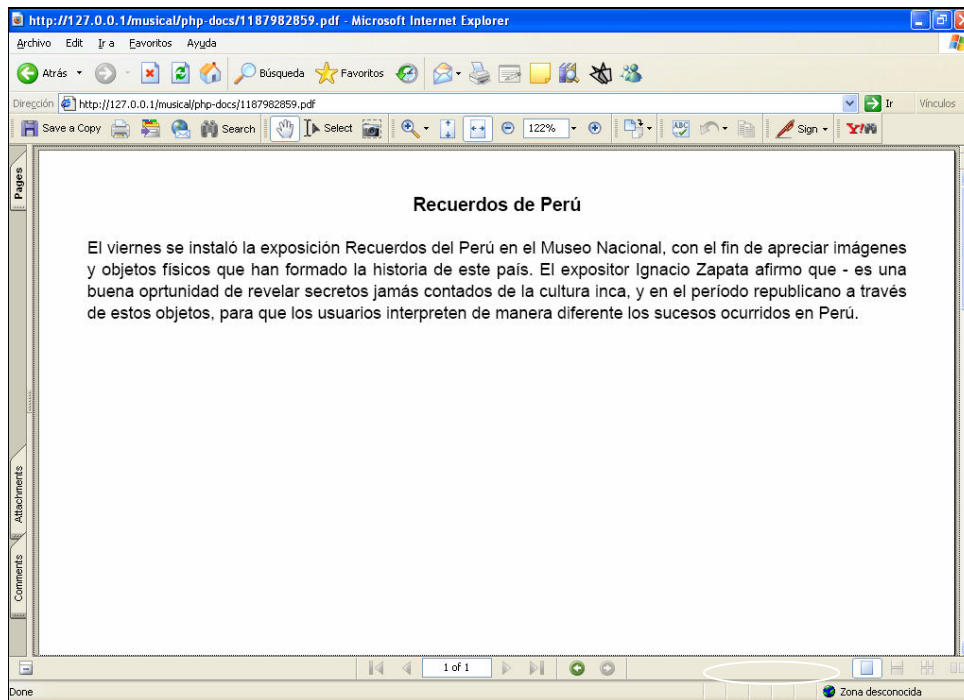 http://127.0.0.1/musical/php-docs/1187982859.pdf - Microsoft Internet Explorer
Archivo Edit Ir a Favoritos Ayuda
Atrás Búsqueda Favoritos
Dirección http://127.0.0.1/musical/php-docs/1187982859.pdf Ir Vínculos
Save a Copy Search Select 122% ABC Sign Y!
Pages
Recuerdos de Perú
El viernes se instaló la exposición Recuerdos del Perú en el Museo Nacional, con el fin de apreciar imágenes
y objetos físicos que han formado la historia de este país. El expositor Ignacio Zapata afirmo que - es una
buena oprtunidad de revelar secretos jamás contados de la cultura inca, y en el período republicano a través
de estos objetos, para que los usuarios interpreten de manera diferente los sucesos ocurridos en Perú.
Attachments
Comments
1 of 1
Done Zona desconocida